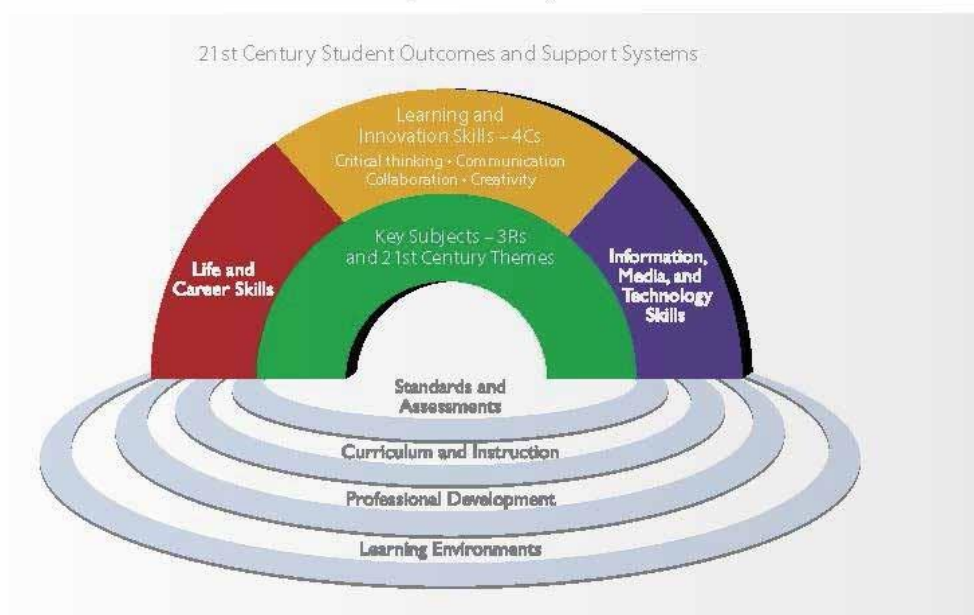 21st Century Student Outcomes and Support Systems
Learning and
Innovation Skills – 4Cs
Critical thinking • Communication
Collaboration • Creativity
Key Subjects – 3Rs
and 21st Century Themes
Life and
Career Skills
Information,
Media, and
Technology
Skills
Standards and
Assessments
Curriculum and Instruction
Professional Development
Learning Environments